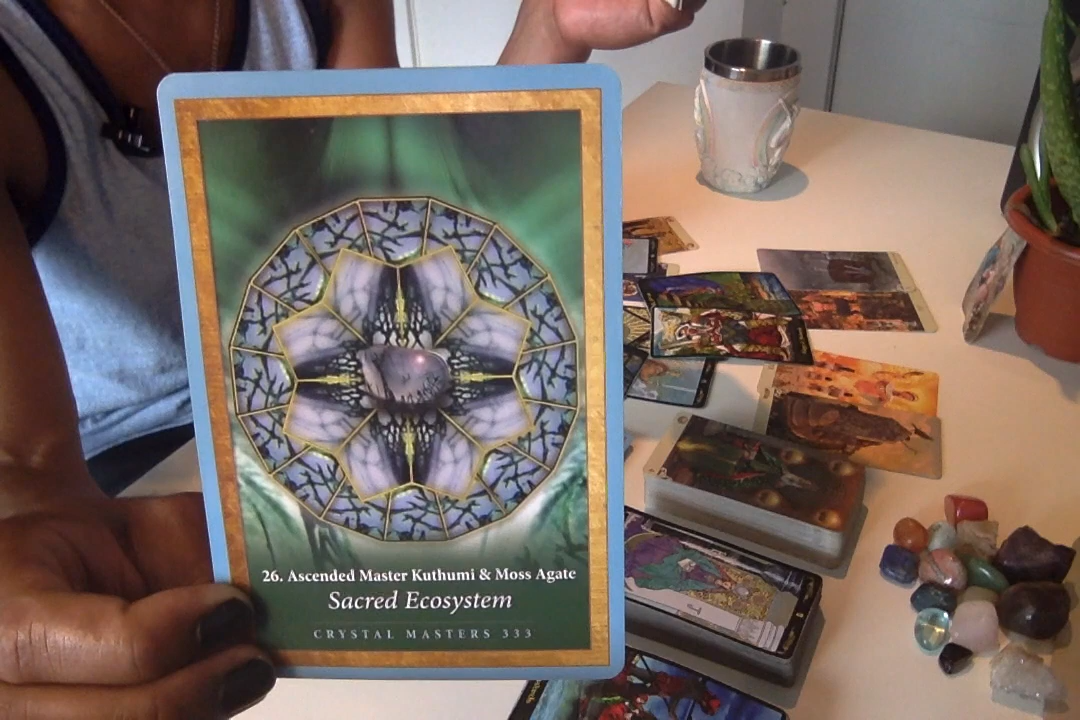 26. Ascended Master Kuthumi & Moss Agate
Sacred Ecosystem
CRYSTAL MASTERS 333